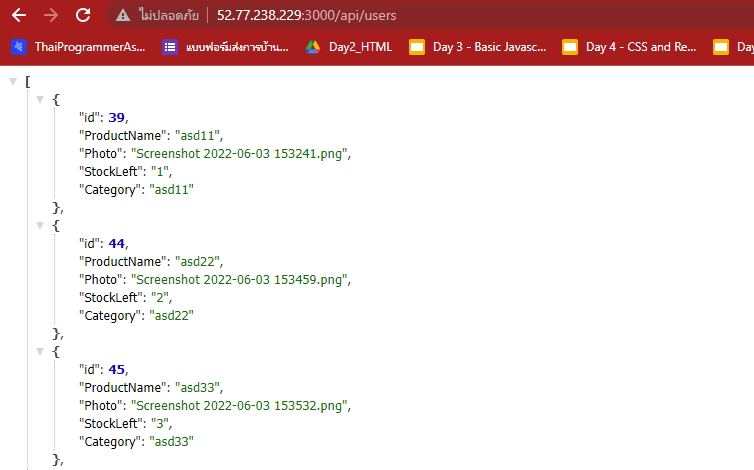 ไม่ปลอดภัย | 52.77.238.229:3000/api/users
ThaiProgrammerAs... แบบฟอร์มส่งการบ้าน... Day2_HTML Day 3 - Basic Javasc... Day 4 - CSS and Re... Day
[
{
"id": 39,
"ProductName": "asd11",
"Photo": "Screenshot 2022-06-03 153241.png",
"StockLeft": "1",
"Category": "asd11"
},
{
"id": 44,
"ProductName": "asd22",
"Photo": "Screenshot 2022-06-03 153459.png",
"StockLeft": "2",
"Category": "asd22"
},
{
"id": 45,
"ProductName": "asd33",
"Photo": "Screenshot 2022-06-03 153532.png",
"StockLeft": "3",
"Category": "asd33"
},